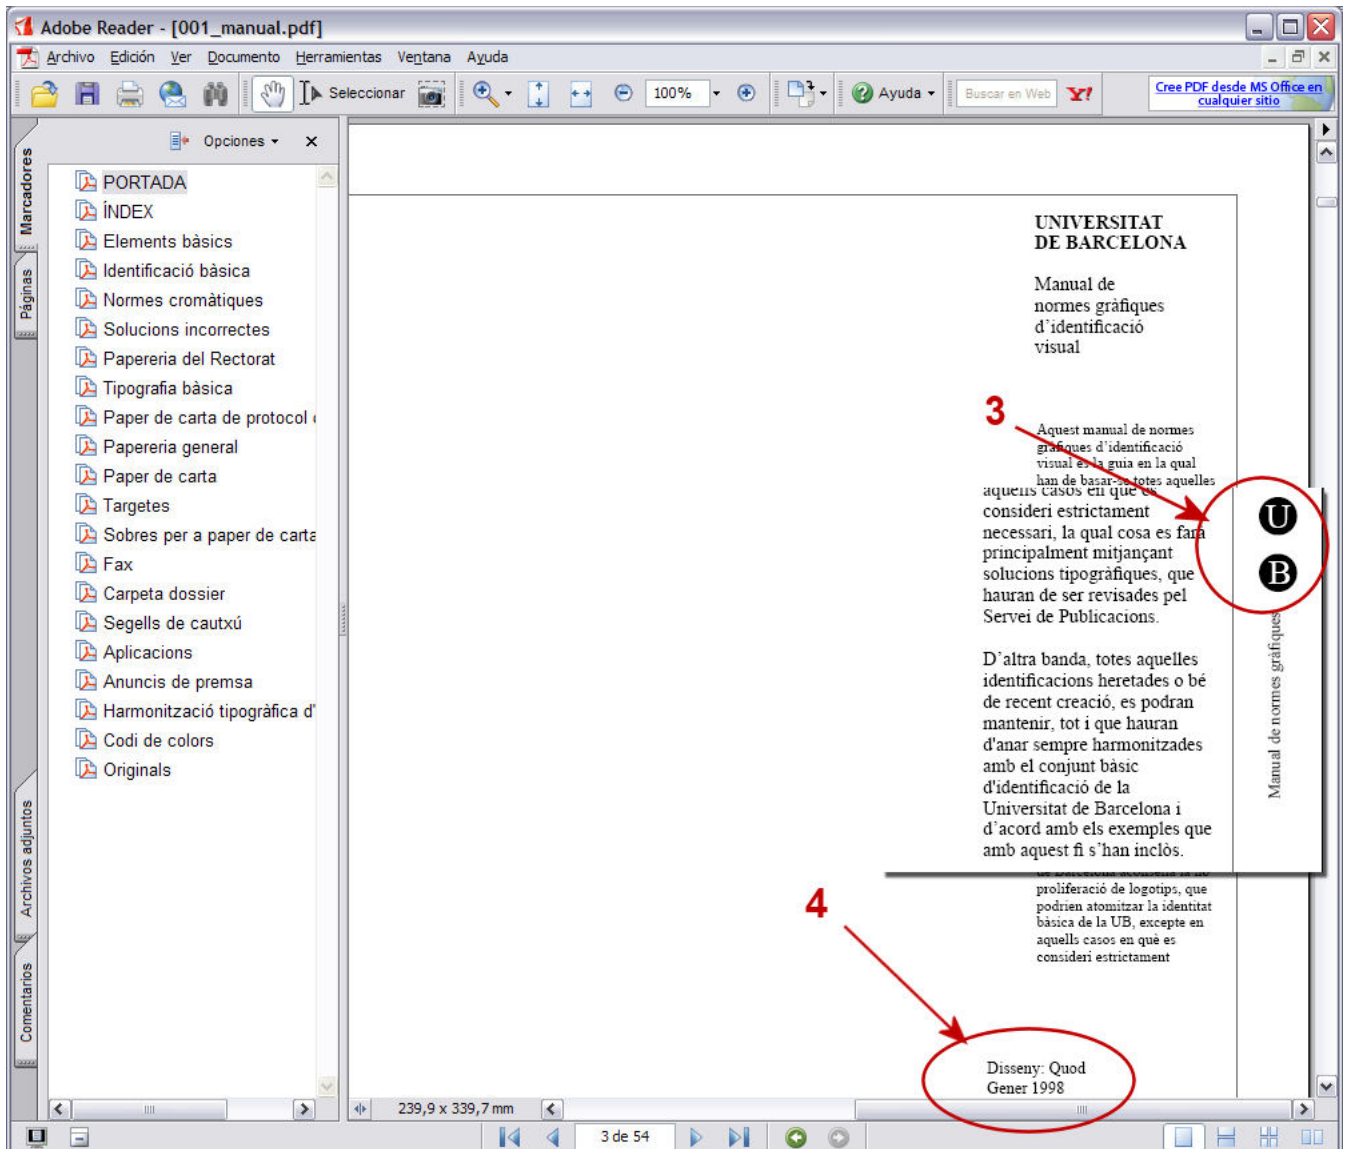 Adobe Reader - [001_manual.pdf]
Archivo Edición Ver Documento Herramientas Ventana Ayuda
Seleccionar 100% Ayuda Buscar en Web Y! Cree PDF desde MS Office en
cualquier sitio
Marcadores
Páginas
Archivos adjuntos
Comentarios
Opciones
PORTADA
ÍNDEX
Elements bàsics
Identificació bàsica
Normes cromàtiques
Solucions incorrectes
Papereria del Rectorat
Tipografia bàsica
Paper de carta de protocol
Papereria general
Paper de carta
Targetes
Sobres per a paper de carta
Fax
Carpeta dossier
Segells de cautxú
Aplicacions
Anuncis de premsa
Harmonització tipogràfica d'
Codi de colors
Originals
UNIVERSITAT
DE BARCELONA
Manual de
normes gràfiques
d’identificació
visual
3
Aquest manual de normes
gràfiques d’identificació
visual és la guia en la qual
han de basar-se totes aquelles
aquells casos en què es
consideri estrictament
necessari, la qual cosa es farà
principalment mitjançant
solucions tipogràfiques, que
hauran de ser revisades pel
Servei de Publicacions.
D’altra banda, totes aquelles
identificacions heretades o bé
de recent creació, es podran
mantenir, tot i que hauran
d'anar sempre harmonitzades
amb el conjunt bàsic
d'identificació de la
Universitat de Barcelona i
d’acord amb els exemples que
amb aquest fi s’han inclòs.
U
B
Manual de normes gràfiques
de Barcelona aconsella la no
proliferació de logotips, que
podrien atomitzar la identitat
bàsica de la UB, excepte en
aquells casos en què es
consideri estrictament
4
Disseny: Quod
Gener 1998
239,9 x 339,7 mm
3 de 54